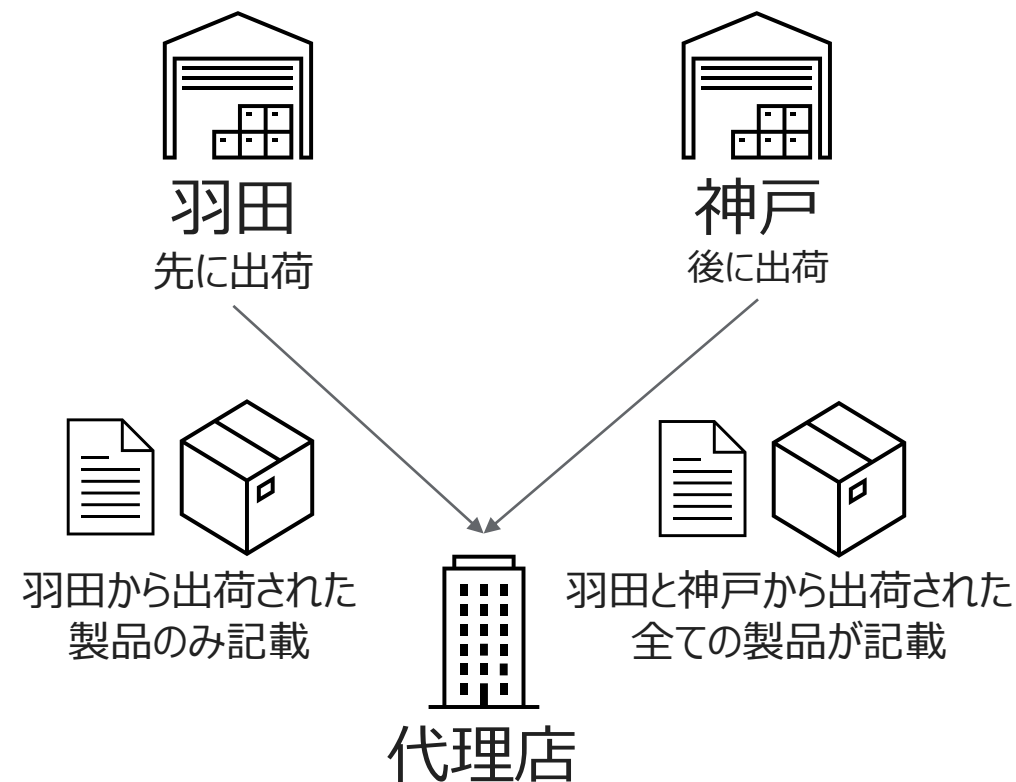 羽田
先に出荷
神戸
後に出荷
羽田から出荷された
製品のみ記載
羽田と神戸から出荷された
全ての製品が記載
代理店